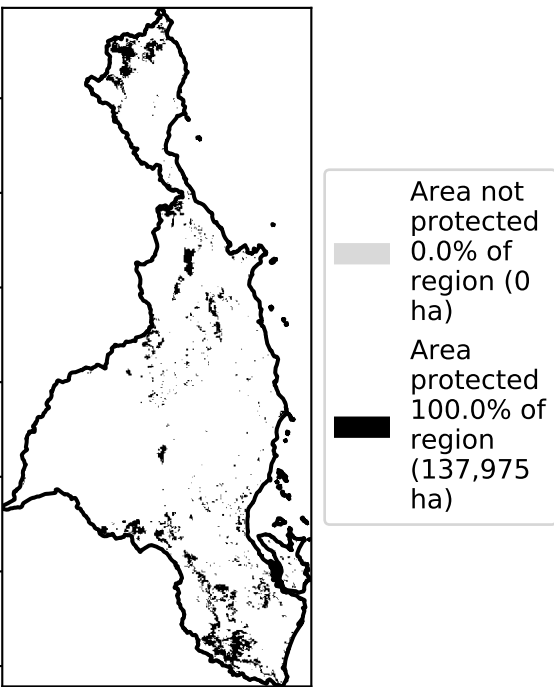 Area not
protected
0.0% of
region (0
ha)
Area
protected
100.0% of
region
(137,975
ha)